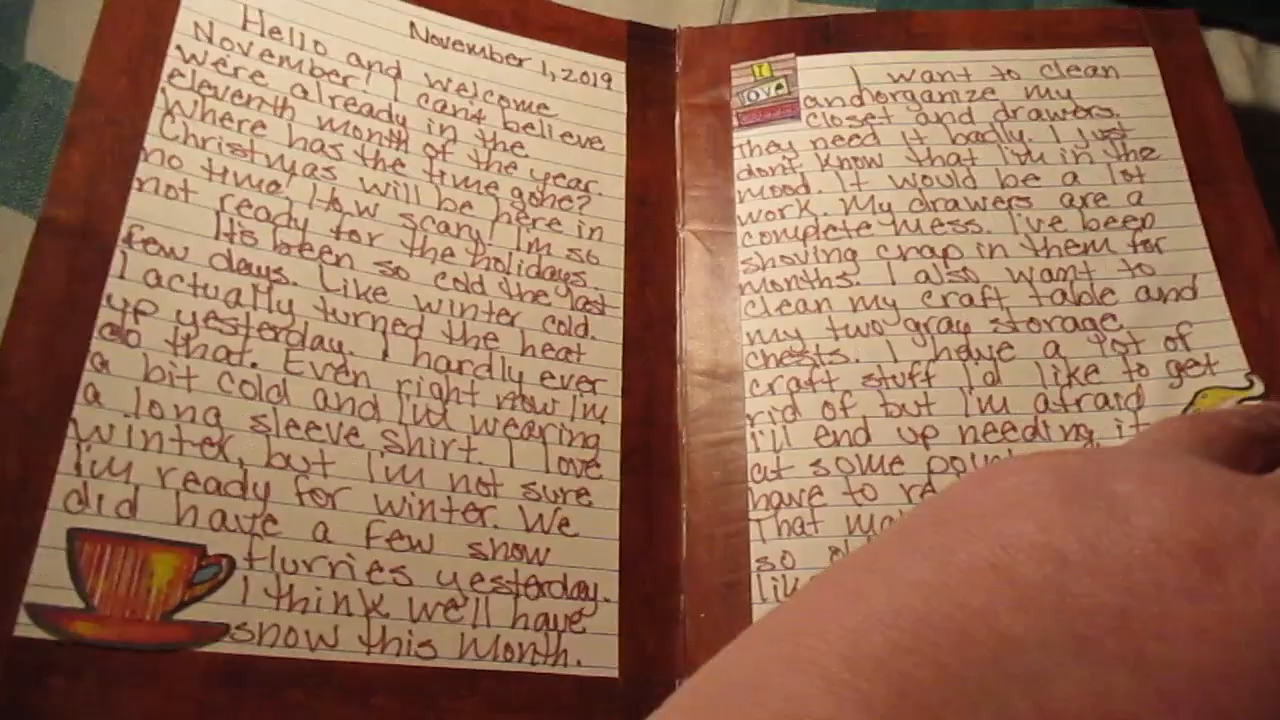 November 1, 2019
Hello and welcome
November! I can't believe
we're already in the
eleventh month of the year.
Where has the time gone?
Christmas will be here in
no time! How scary! I'm so
not ready for the holidays.
It's been so cold the last
few days. Like winter cold.
I actually turned the heat
up yesterday. I hardly ever
do that. Even right now I'm
a bit cold and I'm wearing
a long sleeve shirt. I love
winter, but I'm not sure
I'm ready for winter. We
did have a few snow
flurries yesterday.
I think we'll have
snow this month.
I
love
I want to clean
and organize my
closet and drawers.
They need it badly. I just
don't know that I'm in the
mood. It would be a lot
work. My drawers are a
complete mess. I've been
shoving crap in them for
months. I also want to
clean my craft table and
my two gray storage
chests. I have a lot of
craft stuff I'd like to get
rid of, but I'm afraid
I'll end up needing it
at some
have to
That
so